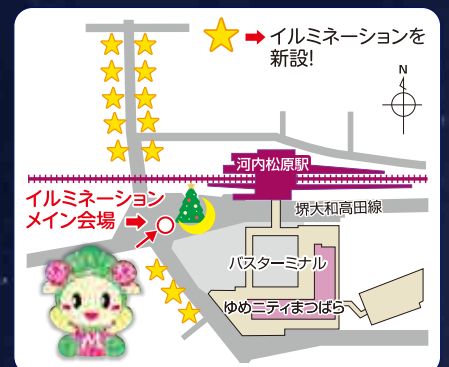 イルミネーションを
新設!
N
河内松原駅
イルミネーション
メイン会場
堺大和高田線
バスターミナル
ゆめニティまつばら
M